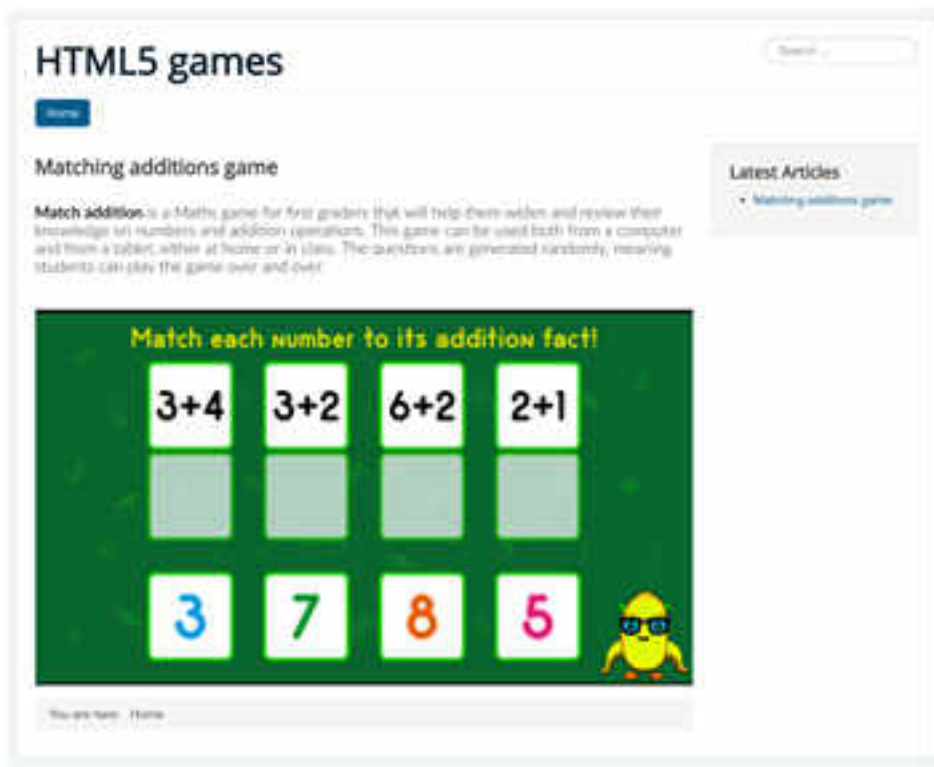 HTML5 games
Search ...
Home
Matching additions game
Match addition is a Maths game for first graders that will help them widen and review their
knowledge on numbers and addition operations. This game can be used both from a computer
and from a tablet, either at home or in class. The questions are generated randomly, meaning
students can play the game over and over.
Latest Articles
Matching additions game
Match each number to its addition fact!
3+4 3+2 6+2 2+1
3 7 8 5
You are here: Home